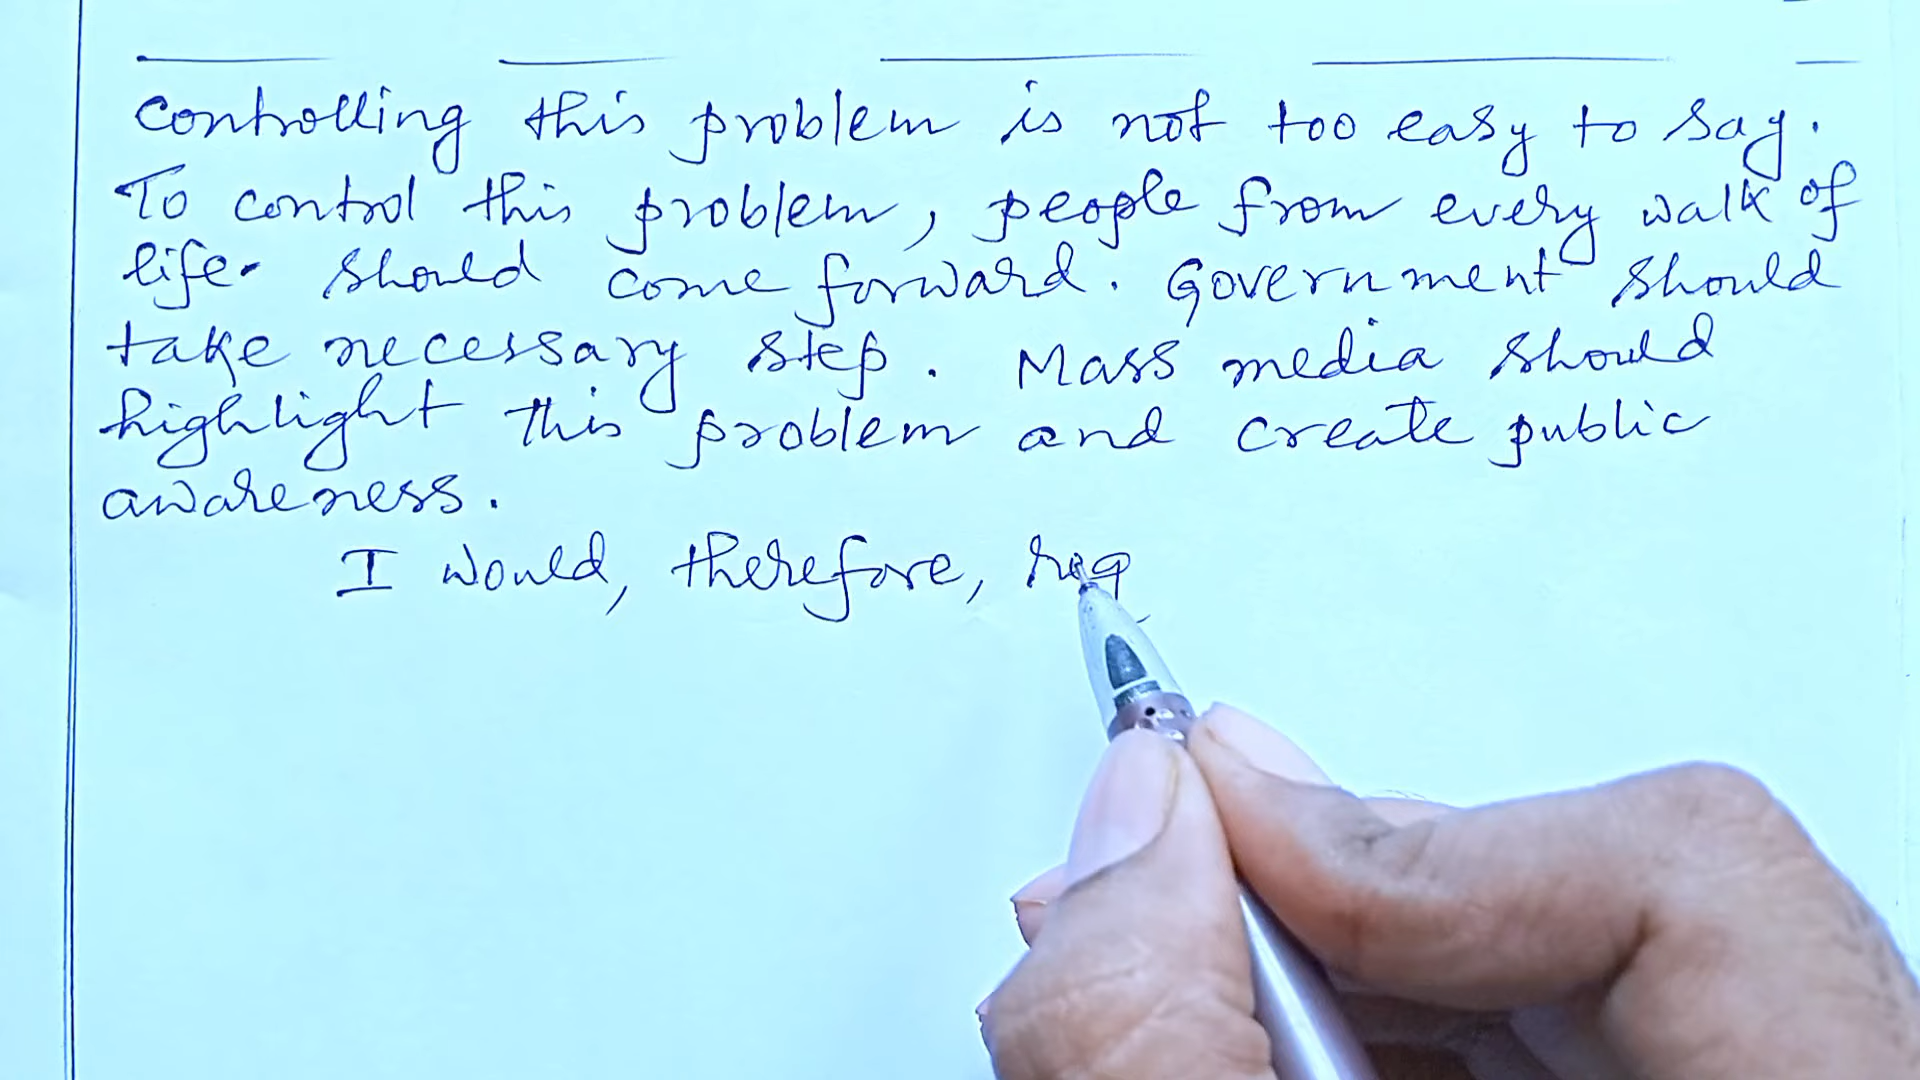 controlling this problem is not too easy to say.
To control this problem, people from every walk of
life. should come forward. Government should
take necessary step. Mass media should
highlight this problem and create public
awareness.
I would, therefore, req